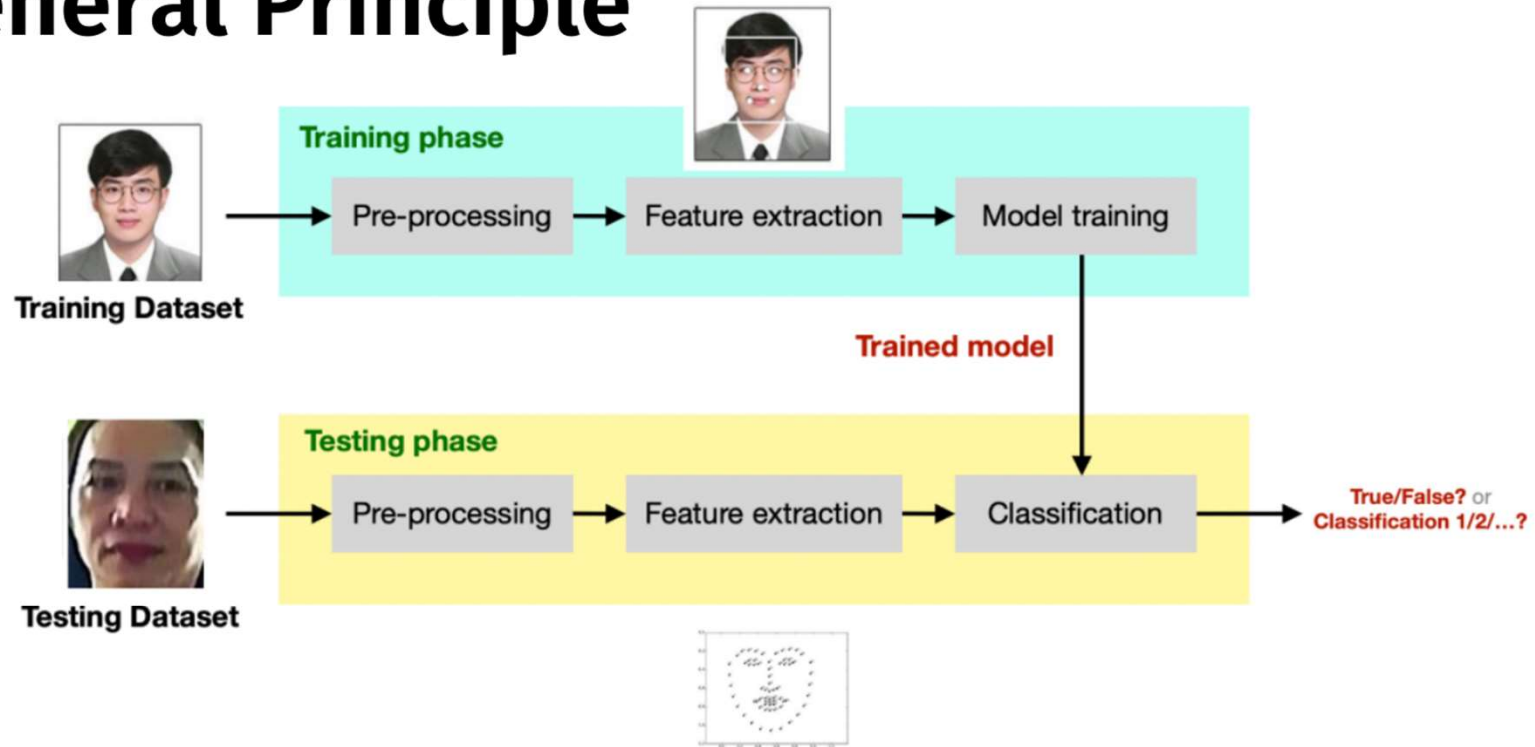 eneral Principle
Training phase
Pre-processing
Feature extraction
Model training
Training Dataset
Trained model
Testing phase
Pre-processing
Feature extraction
Classification
True/False? or
Classification 1/2/...?
Testing Dataset